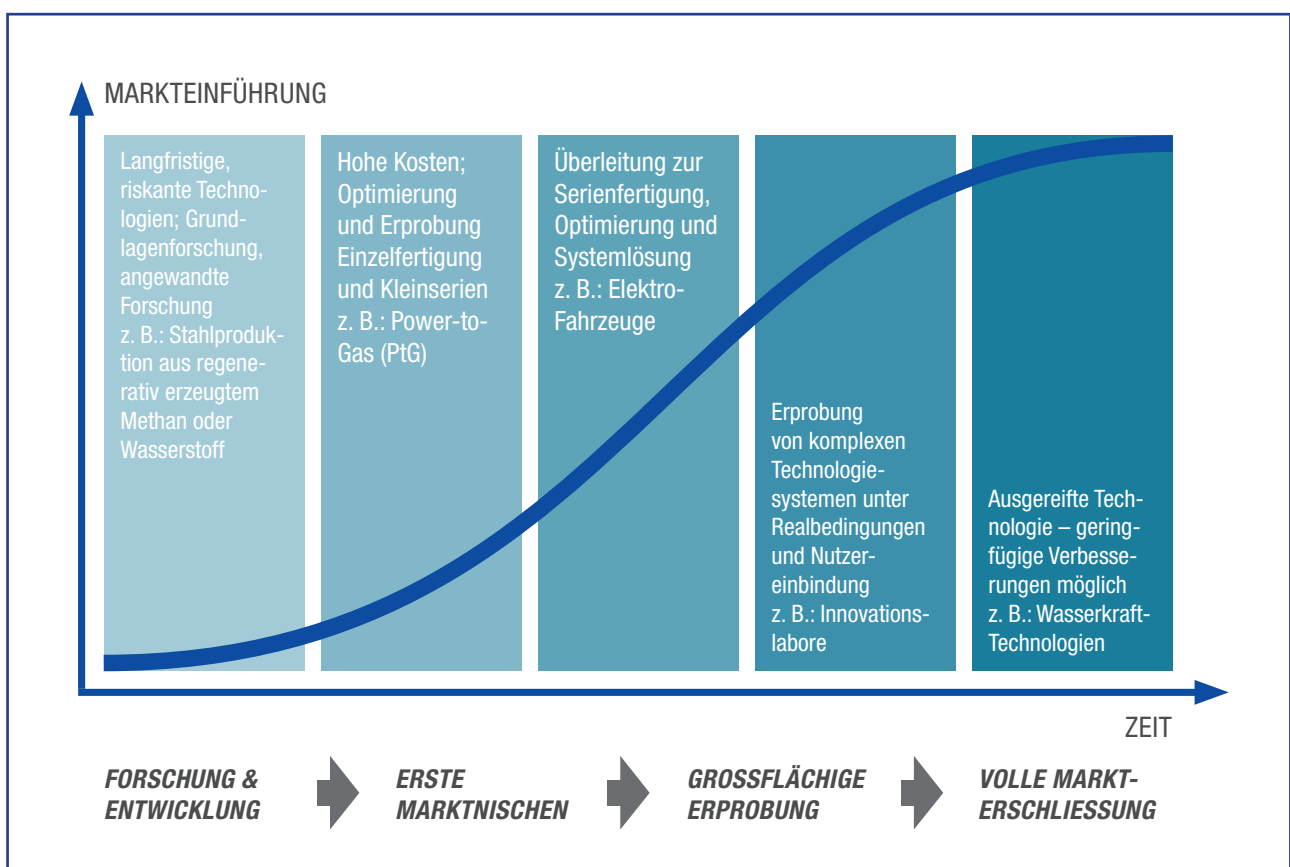 MARKTEINFÜHRUNG
Langfristige,
riskante Techno-
logien; Grund-
lagenforschung,
angewandte
Forschung
z. B.: Stahlproduk-
tion aus regene-
rativ erzeugtem
Methan oder
Wasserstoff
Hohe Kosten;
Optimierung
und Erprobung
Einzelfertigung
und Kleinserien
z. B.: Power-to-
Gas (PtG)
Überleitung zur
Serienfertigung,
Optimierung und
Systemlösung
z. B.: Elektro-
Fahrzeuge
Erprobung
von komplexen
Technologie-
systemen unter
Realbedingungen
und Nutzer-
einbindung
z. B.: Innovations-
labore
Ausgereifte Tech-
nologie – gering-
fügige Verbesse-
rungen möglich
z. B.: Wasserkraft-
Technologien
ZEIT
FORSCHUNG &
ENTWICKLUNG
ERSTE
MARKTNISCHEN
GROSSFLÄCHIGE
ERPROBUNG
VOLLE MARKT-
ERSCHLIESSUNG